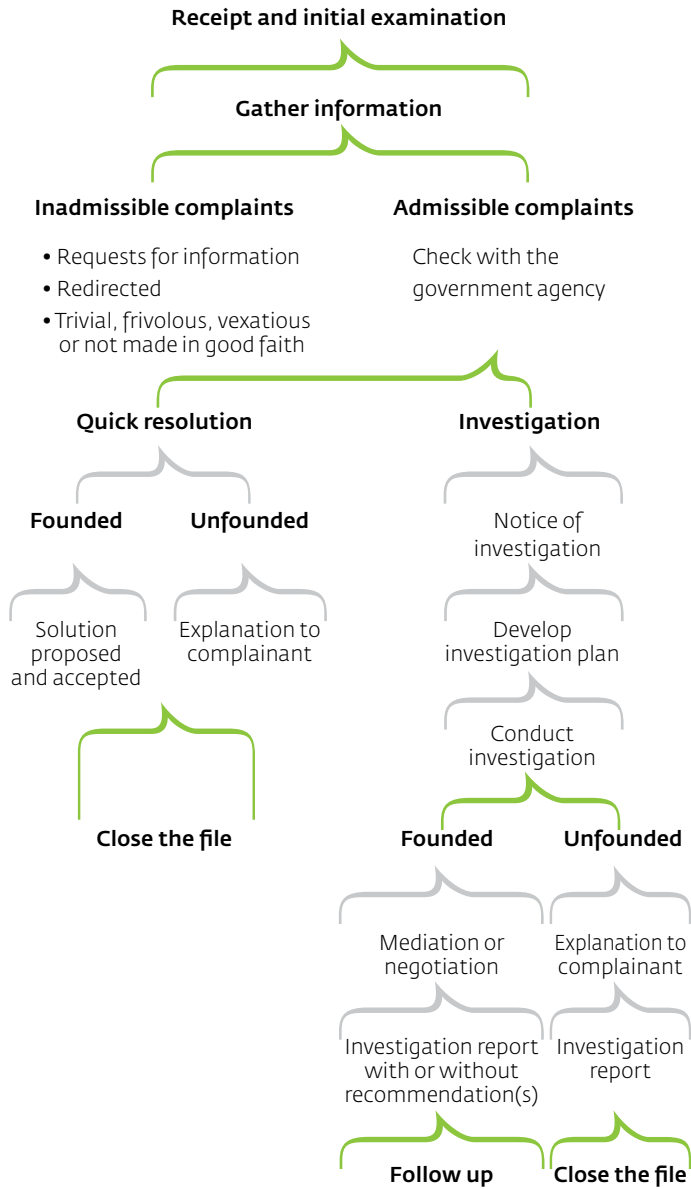 Receipt and initial examination
Gather information
Inadmissible complaints
• Requests for information
• Redirected
• Trivial, frivolous, vexatious
or not made in good faith
Admissible complaints
Check with the
government agency
Quick resolution
Founded
Solution
proposed
and accepted
Unfounded
Explanation to
complainant
Close the file
Investigation
Notice of
investigation
Develop
investigation plan
Conduct
investigation
Founded
Mediation or
negotiation
Investigation report
with or without
recommendation(s)
Follow up
Unfounded
Explanation to
complainant
Investigation
report
Close the file